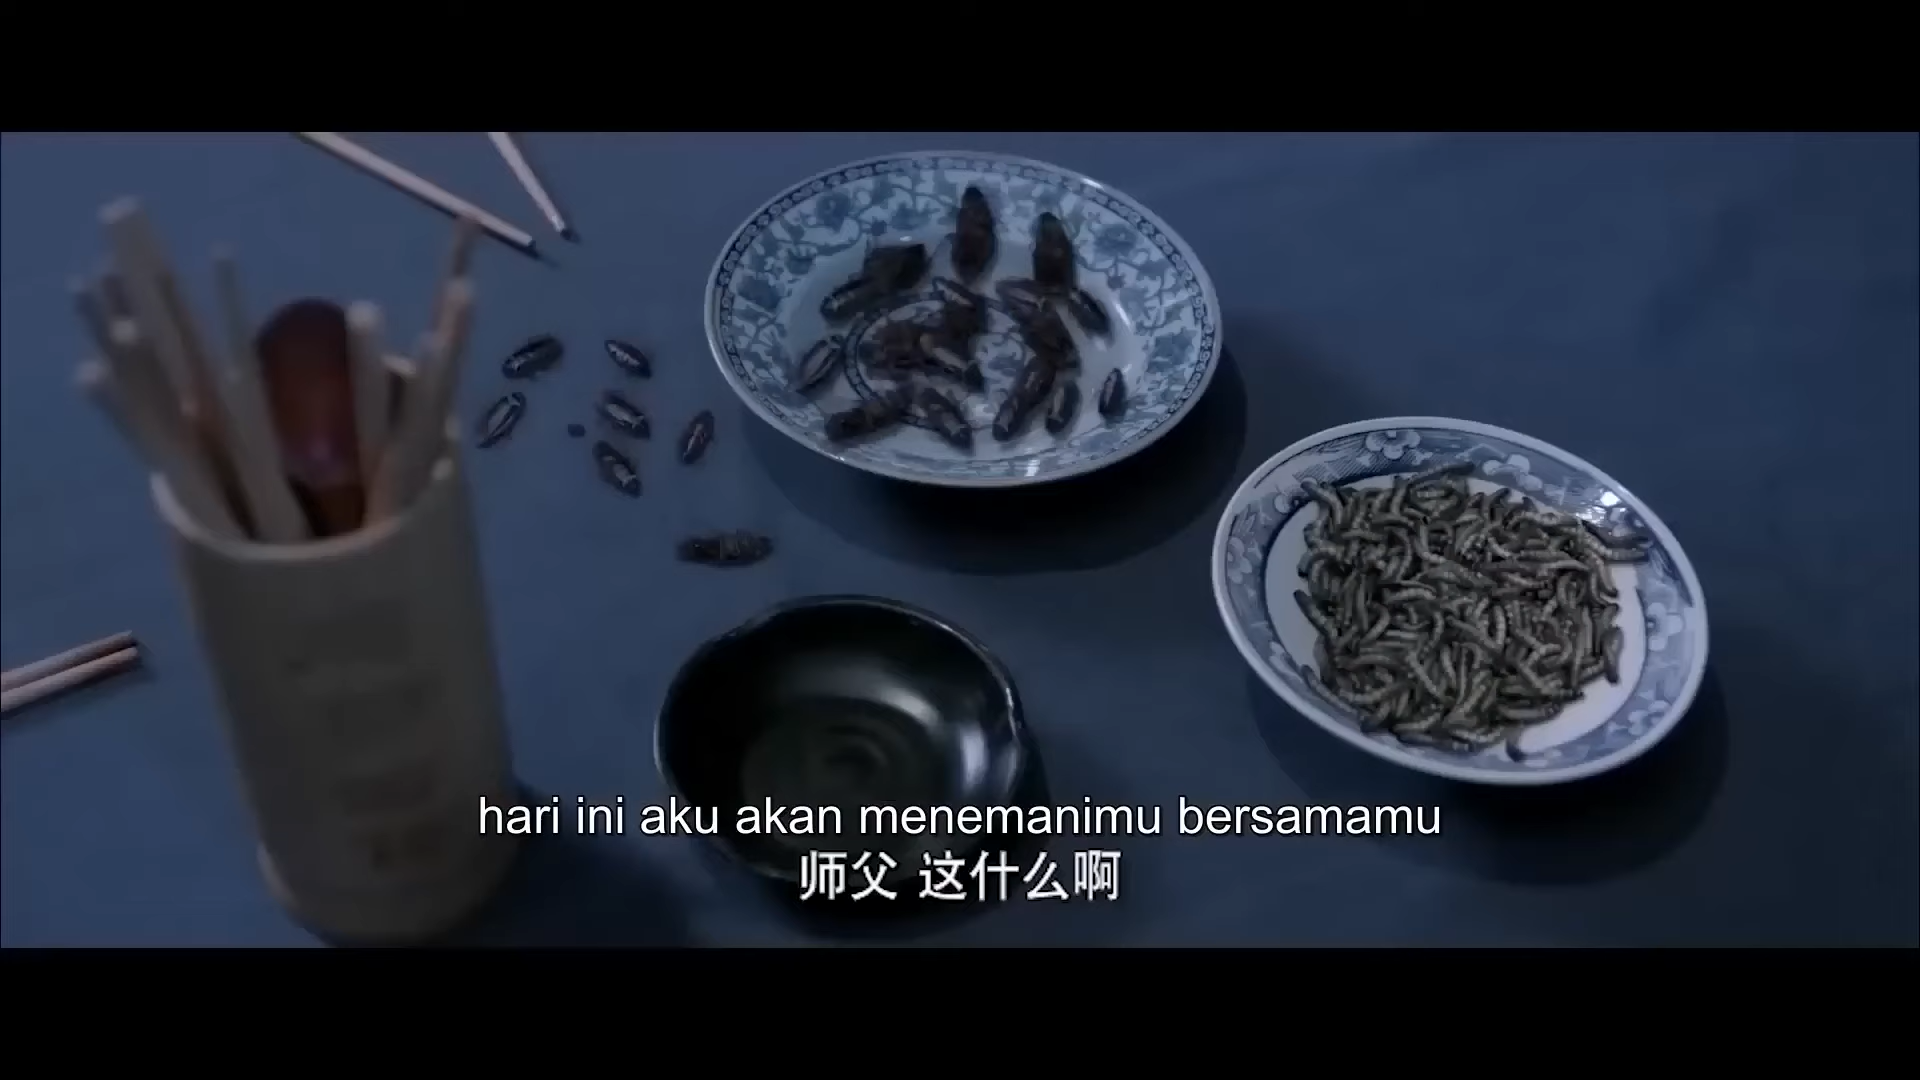 hari ini aku akan menemanimu bersamamu
师父 这什么啊